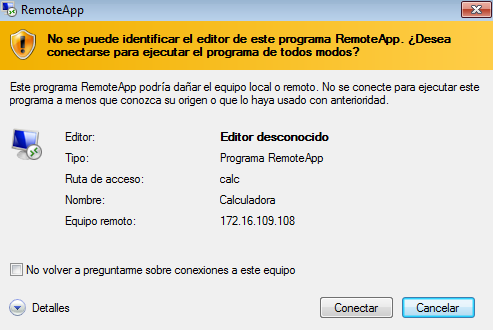 RemoteApp
No se puede identificar el editor de este programa RemoteApp. ¿Desea
conectarse para ejecutar el programa de todos modos?
Este programa RemoteApp podría dañar el equipo local o remoto. No se conecte para ejecutar este
programa a menos que conozca su origen o que lo haya usado con anterioridad.
Editor: Editor desconocido
Tipo: Programa RemoteApp
Ruta de acceso: calc
Nombre: Calculadora
Equipo remoto: 172.16.109.108
No volver a preguntarme sobre conexiones a este equipo
Detalles Conectar Cancelar